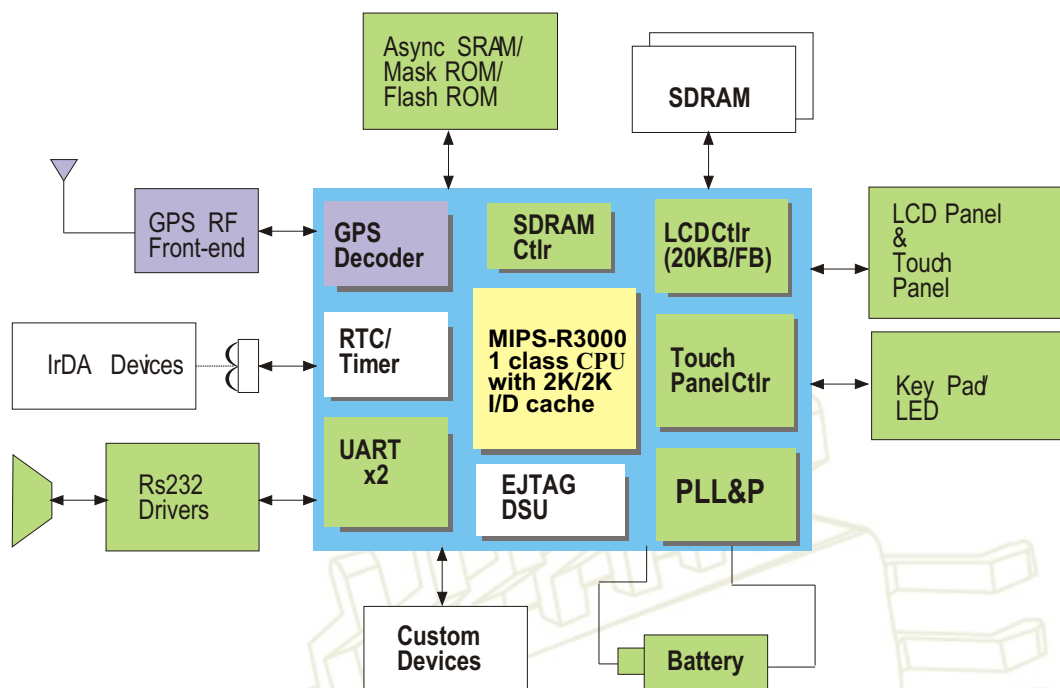 Async SRAM/
Mask ROM/
Flash ROM
SDRAM
GPS RF
Front-end
GPS
Decoder
SDRAM
Ctlr
LCDCtlr
(20KB/FB)
LCD Panel
&
Touch
Panel
IrDA Devices
RTC/
Timer
MIPS-R3000
1 class CPU
with 2K/2K
I/D cache
Touch
PanelCtlr
Key Pad/
LED
Rs232
Drivers
UART
x2
EJTAG
DSU
PLL&P
Custom
Devices
Battery